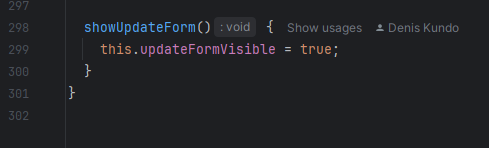 297
298 showUpdateForm() :void { Show usages Denis Kundo
299 this.updateFormVisible = true;
300 }
301 }
302